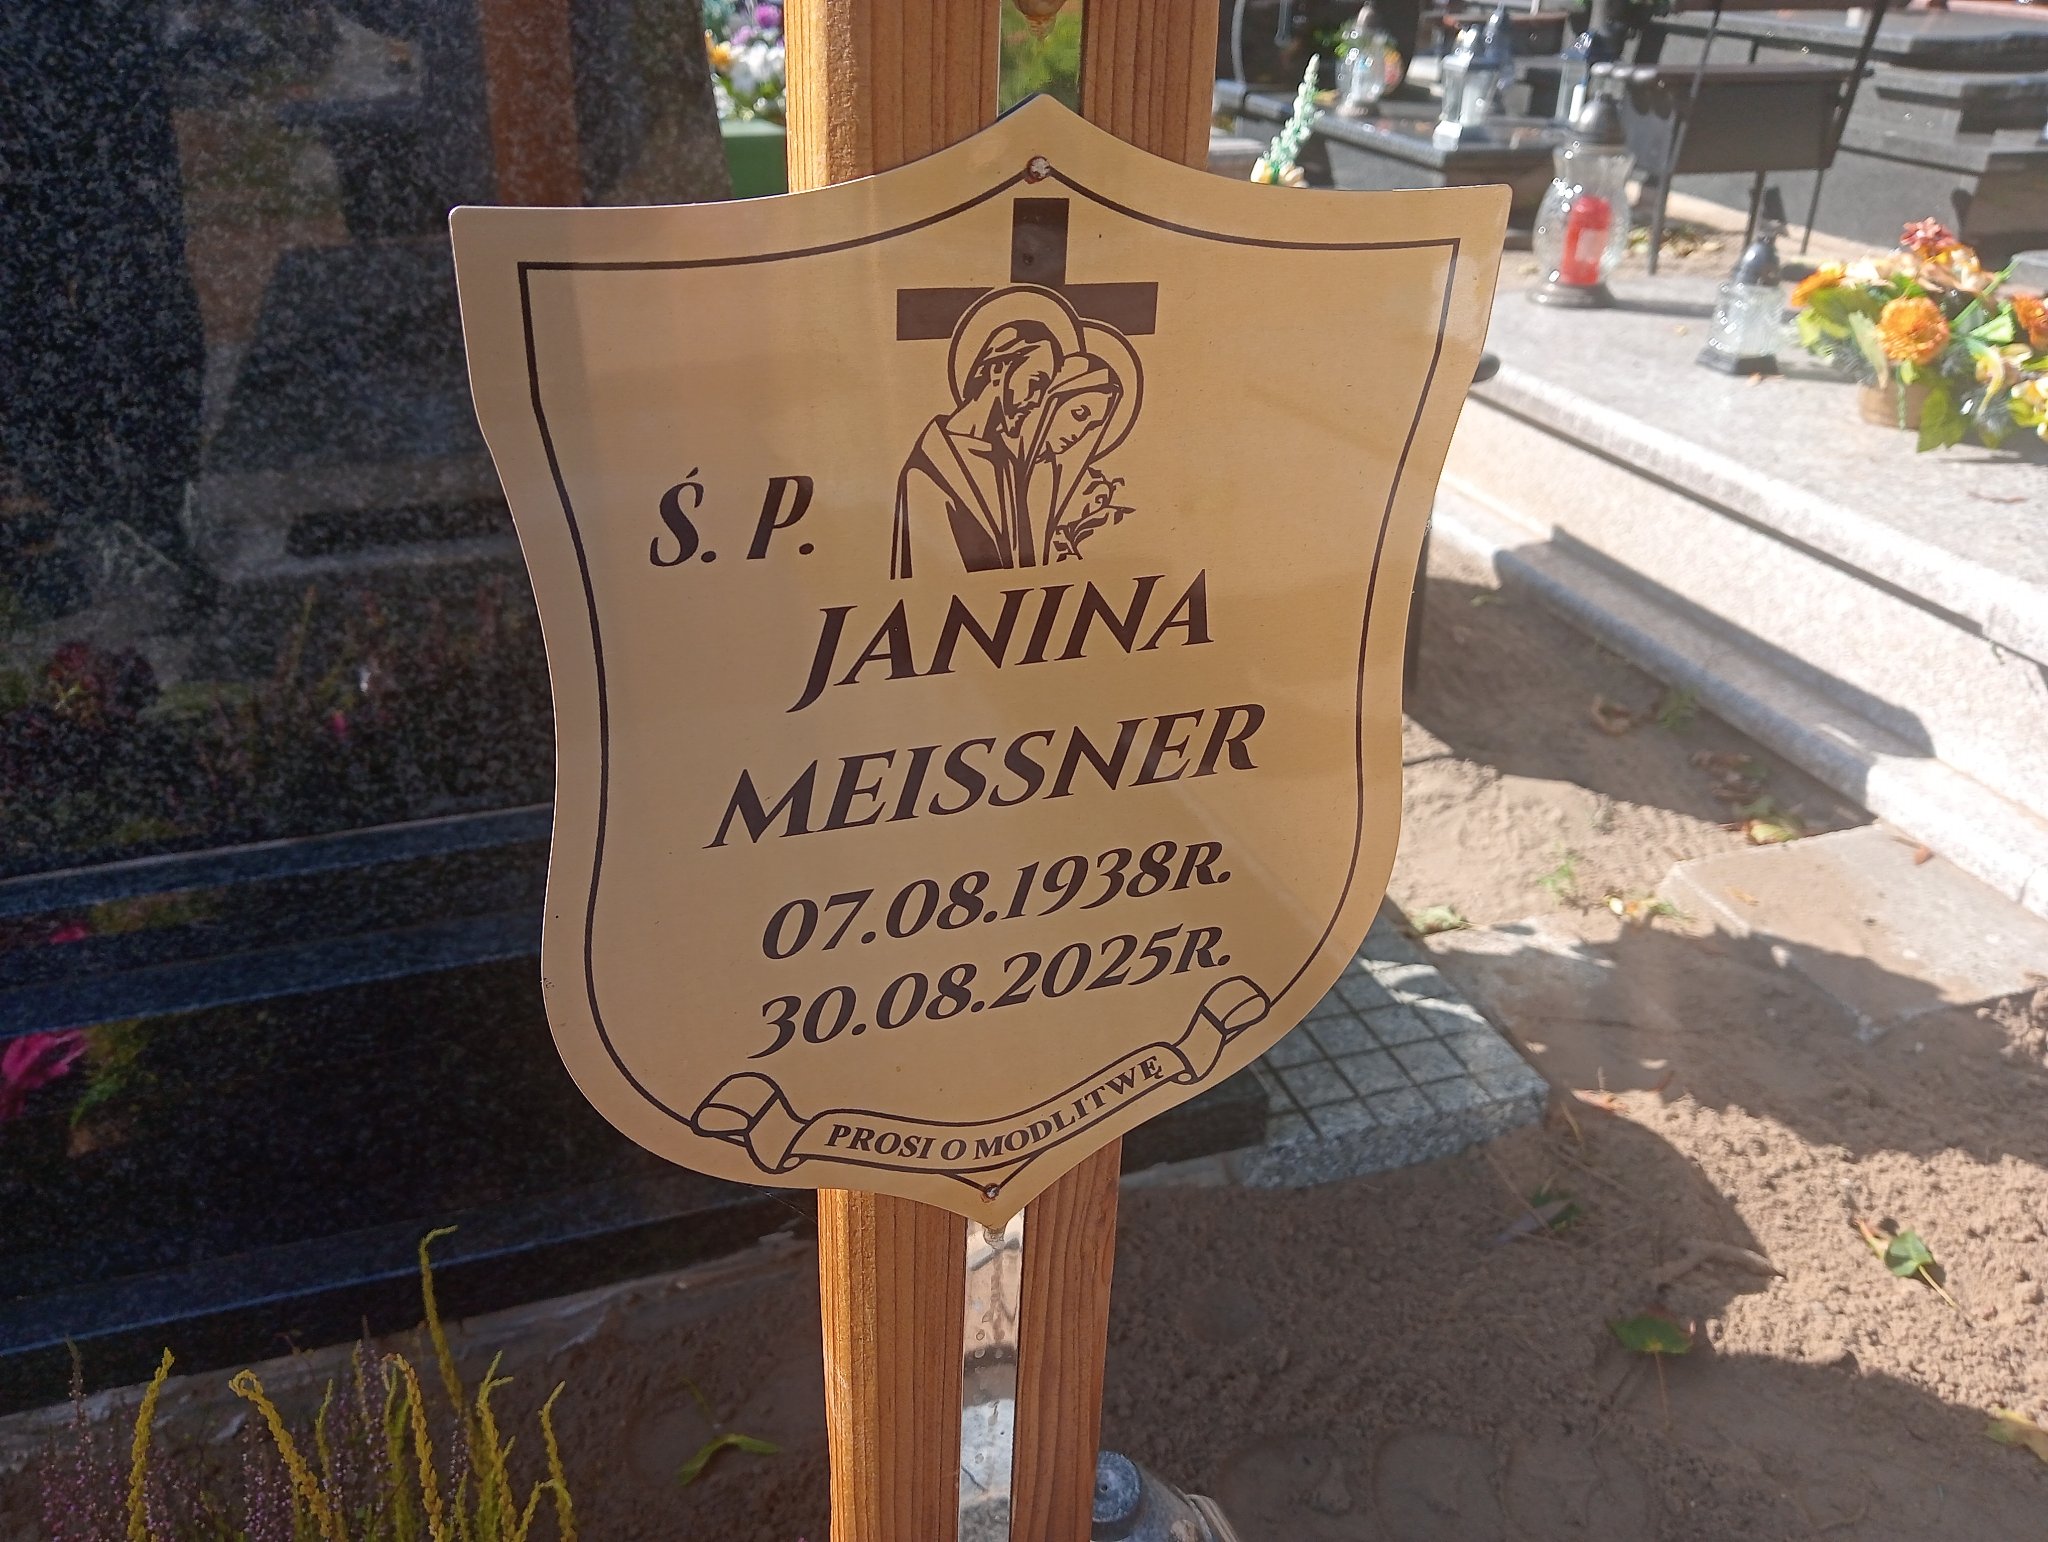 Ś. P.
JANINA
MEISSNER
07.08.1938R.
30.08.2025R.
PROSI O MODLITWĘ